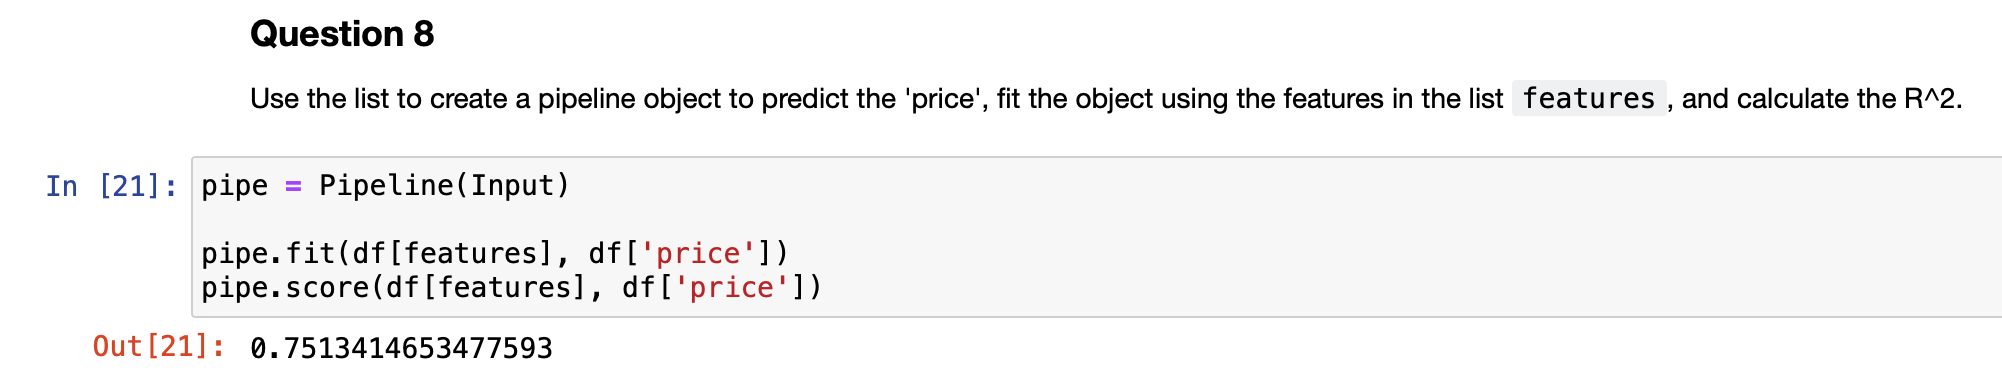 Question 8
Use the list to create a pipeline object to predict the 'price', fit the object using the features in the list features , and calculate the R^2.
In [21]: pipe = Pipeline(Input)
pipe.fit(df[features], df['price'])
pipe.score(df[features], df['price'])
Out[21]: 0.7513414653477593